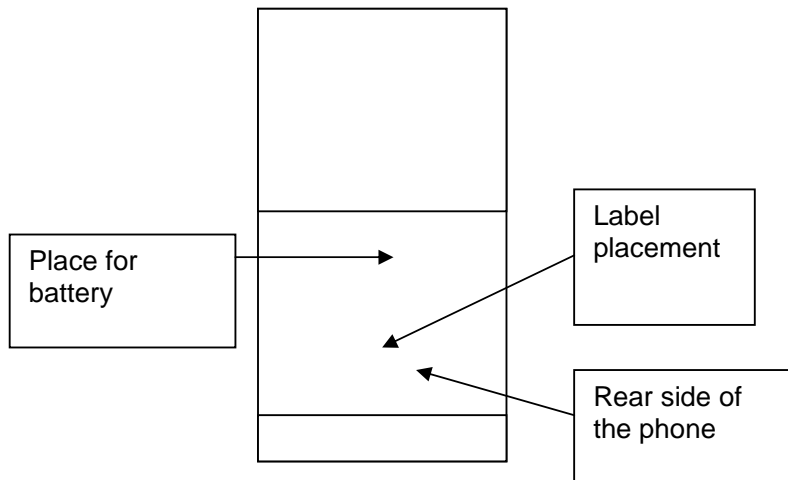 Place for
battery
Label
placement
Rear side of
the phone